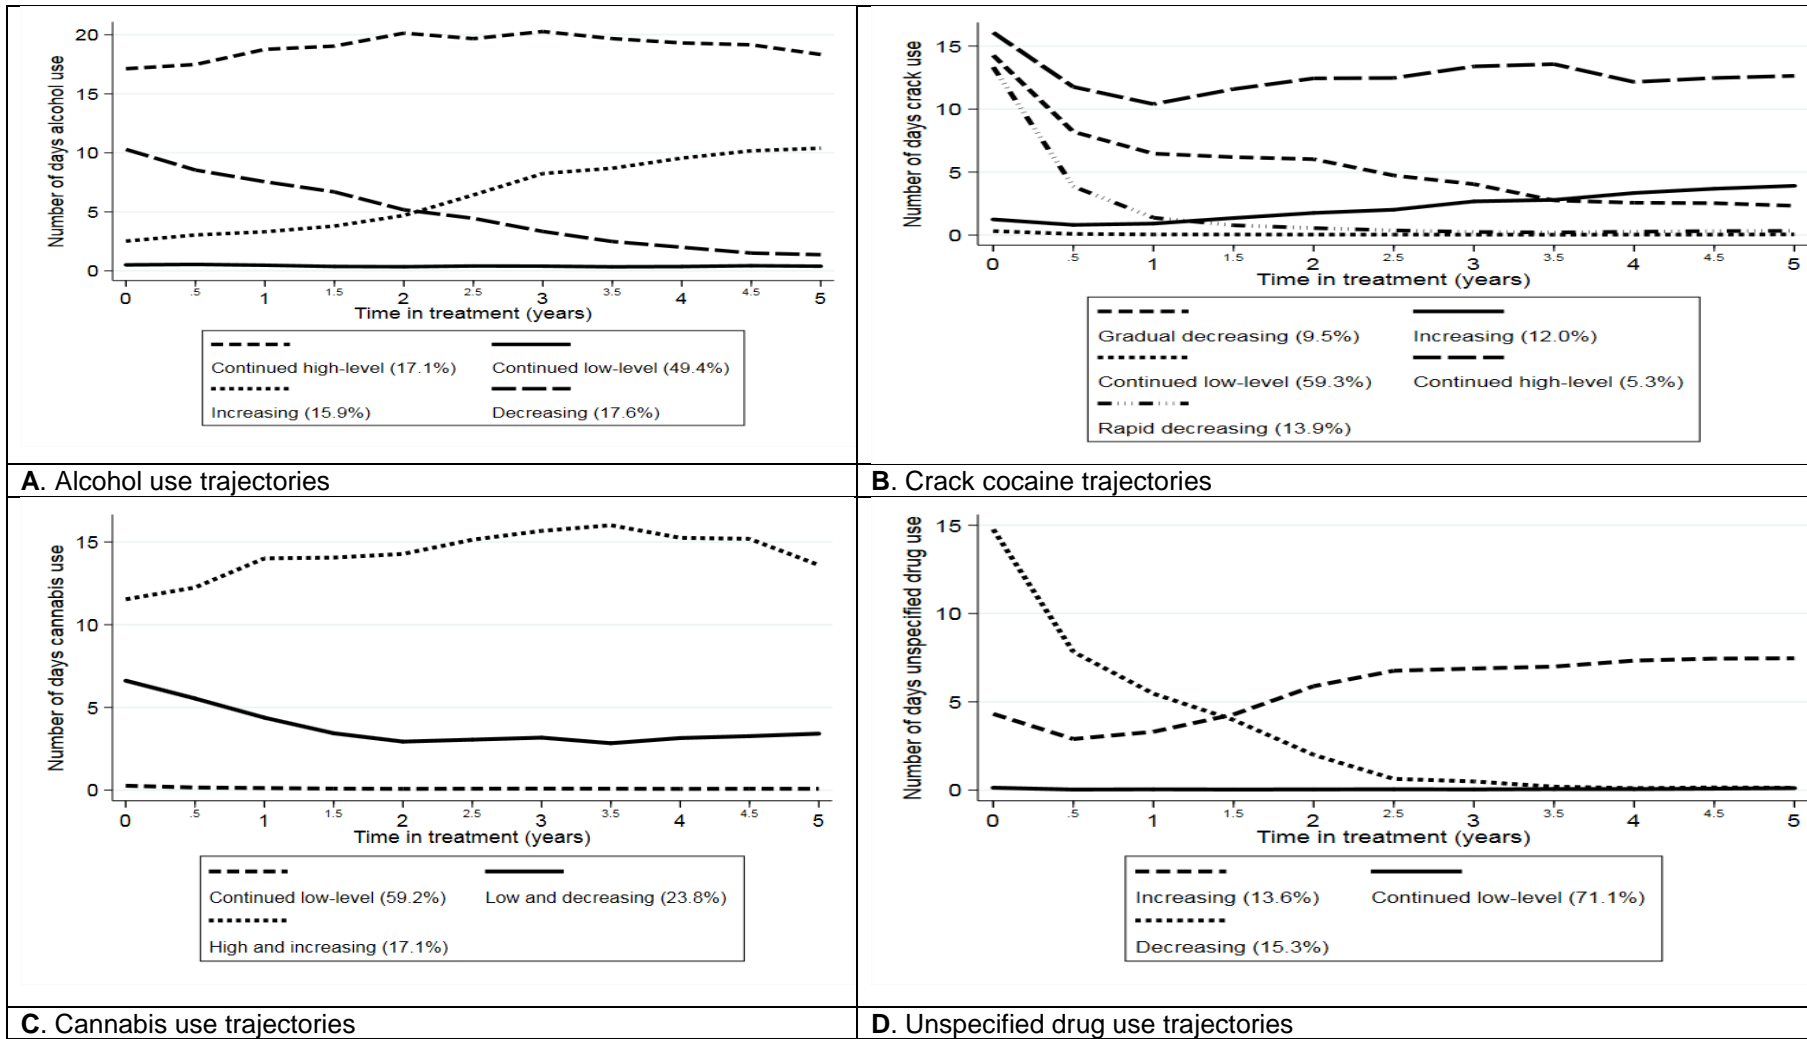 Number of days alcohol use
20
15
10
5
0
0 .5 1 1.5 2 2.5 3 3.5 4 4.5 5
Time in treatment (years)
Continued high-level (17.1%) Continued low-level (49.4%)
Increasing (15.9%) Decreasing (17.6%)
A. Alcohol use trajectories
Number of days crack use
15
10
5
0
0 .5 1 1.5 2 2.5 3 3.5 4 4.5 5
Time in treatment (years)
Gradual decreasing (9.5%) Increasing (12.0%)
Continued low-level (59.3%) Continued high-level (5.3%)
Rapid decreasing (13.9%)
B. Crack cocaine trajectories
Number of days cannabis use
15
10
5
0
0 .5 1 1.5 2 2.5 3 3.5 4 4.5 5
Time in treatment (years)
Continued low-level (59.2%) Low and decreasing (23.8%)
High and increasing (17.1%)
C. Cannabis use trajectories
Number of days unspecified drug use
15
10
5
0
0 .5 1 1.5 2 2.5 3 3.5 4 4.5 5
Time in treatment (years)
Increasing (13.6%) Continued low-level (71.1%)
Decreasing (15.3%)
D. Unspecified drug use trajectories